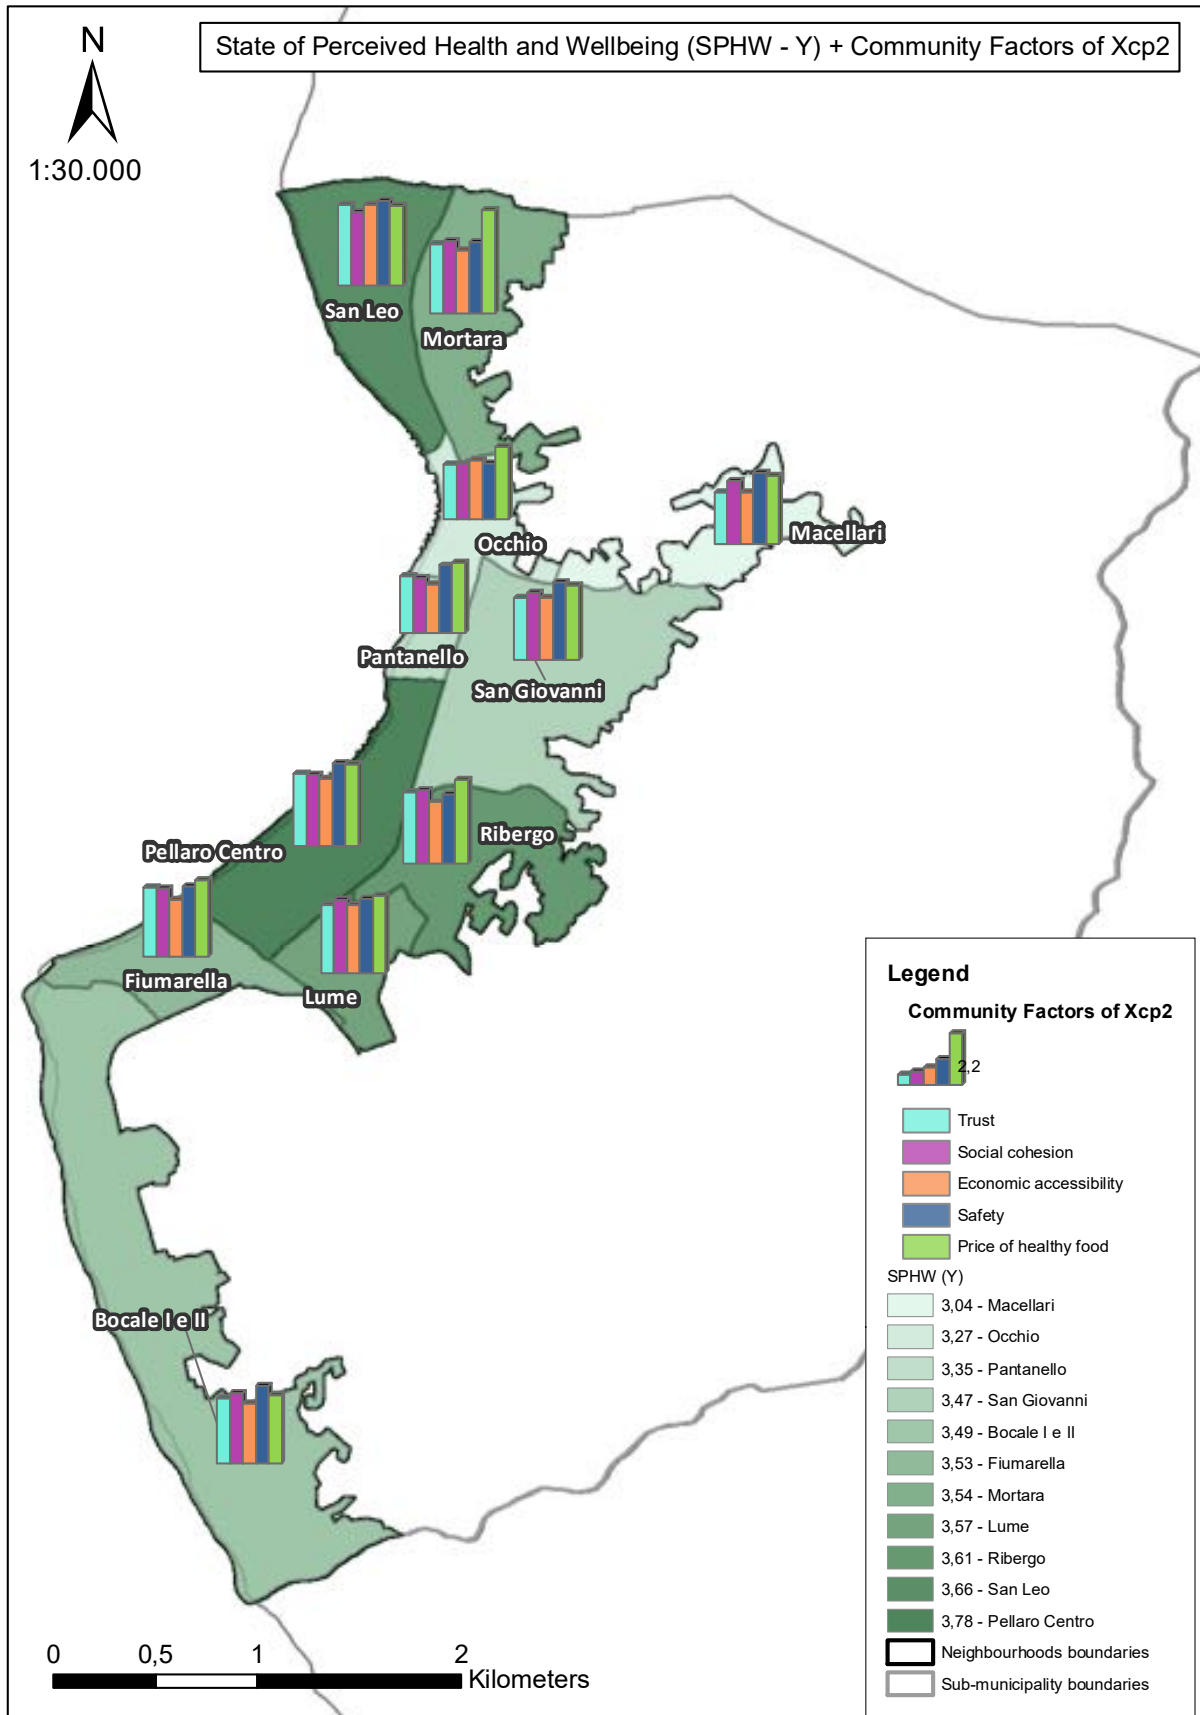 State of Perceived Health and Wellbeing (SPHW - Y) + Community Factors of Xcp2
N
1:30.000
San Leo
Mortara
Occhio
Macellari
Pantanello
San Giovanni
Ribergo
Pellaro Centro
Fiumarella
Lume
Bocale I e II
Legend
Community Factors of Xcp2
2,2
Trust
Social cohesion
Economic accessibility
Safety
Price of healthy food
SPHW (Y)
3,04 - Macellari
3,27 - Occhio
3,35 - Pantanello
3,47 - San Giovanni
3,49 - Bocale I e II
3,53 - Fiumarella
3,54 - Mortara
3,57 - Lume
3,61 - Ribergo
3,66 - San Leo
3,78 - Pellaro Centro
Neighbourhoods boundaries
Sub-municipality boundaries
0 0,5 1 2
Kilometers